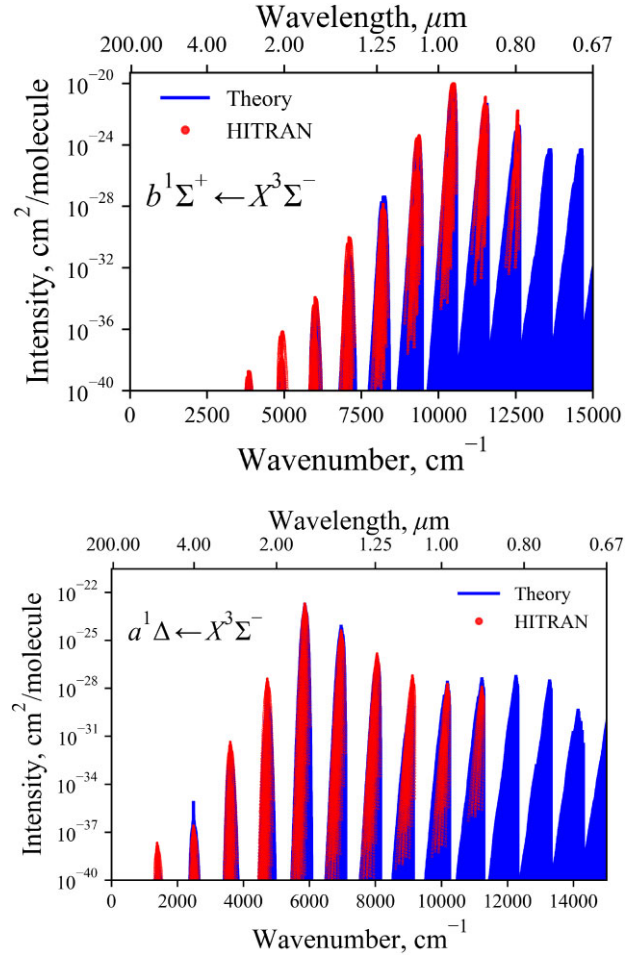 Wavelength, μm
200.00 4.00 2.00 1.25 1.00 0.80 0.67
10⁻²⁰
Theory
HITRAN
10⁻²⁴
b¹Σ⁺ ← X³Σ⁻
10⁻²⁸
10⁻³²
10⁻³⁶
10⁻⁴⁰
Intensity, cm²/molecule
0 2500 5000 7500 10000 12500 15000
Wavenumber, cm⁻¹
Wavelength, μm
200.00 4.00 2.00 1.25 1.00 0.80 0.67
10⁻²²
Theory
HITRAN
a¹Δ ← X³Σ⁻
10⁻²⁵
10⁻²⁸
10⁻³¹
10⁻³⁴
10⁻³⁷
10⁻⁴⁰
Intensity, cm²/molecule
0 2000 4000 6000 8000 10000 12000 14000
Wavenumber, cm⁻¹